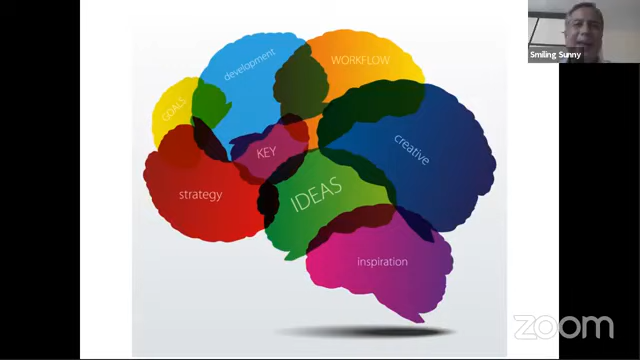 development
WORKFLOW
GOALS
KEY
creative
strategy
IDEAS
inspiration
Smiling Sunny
zoom